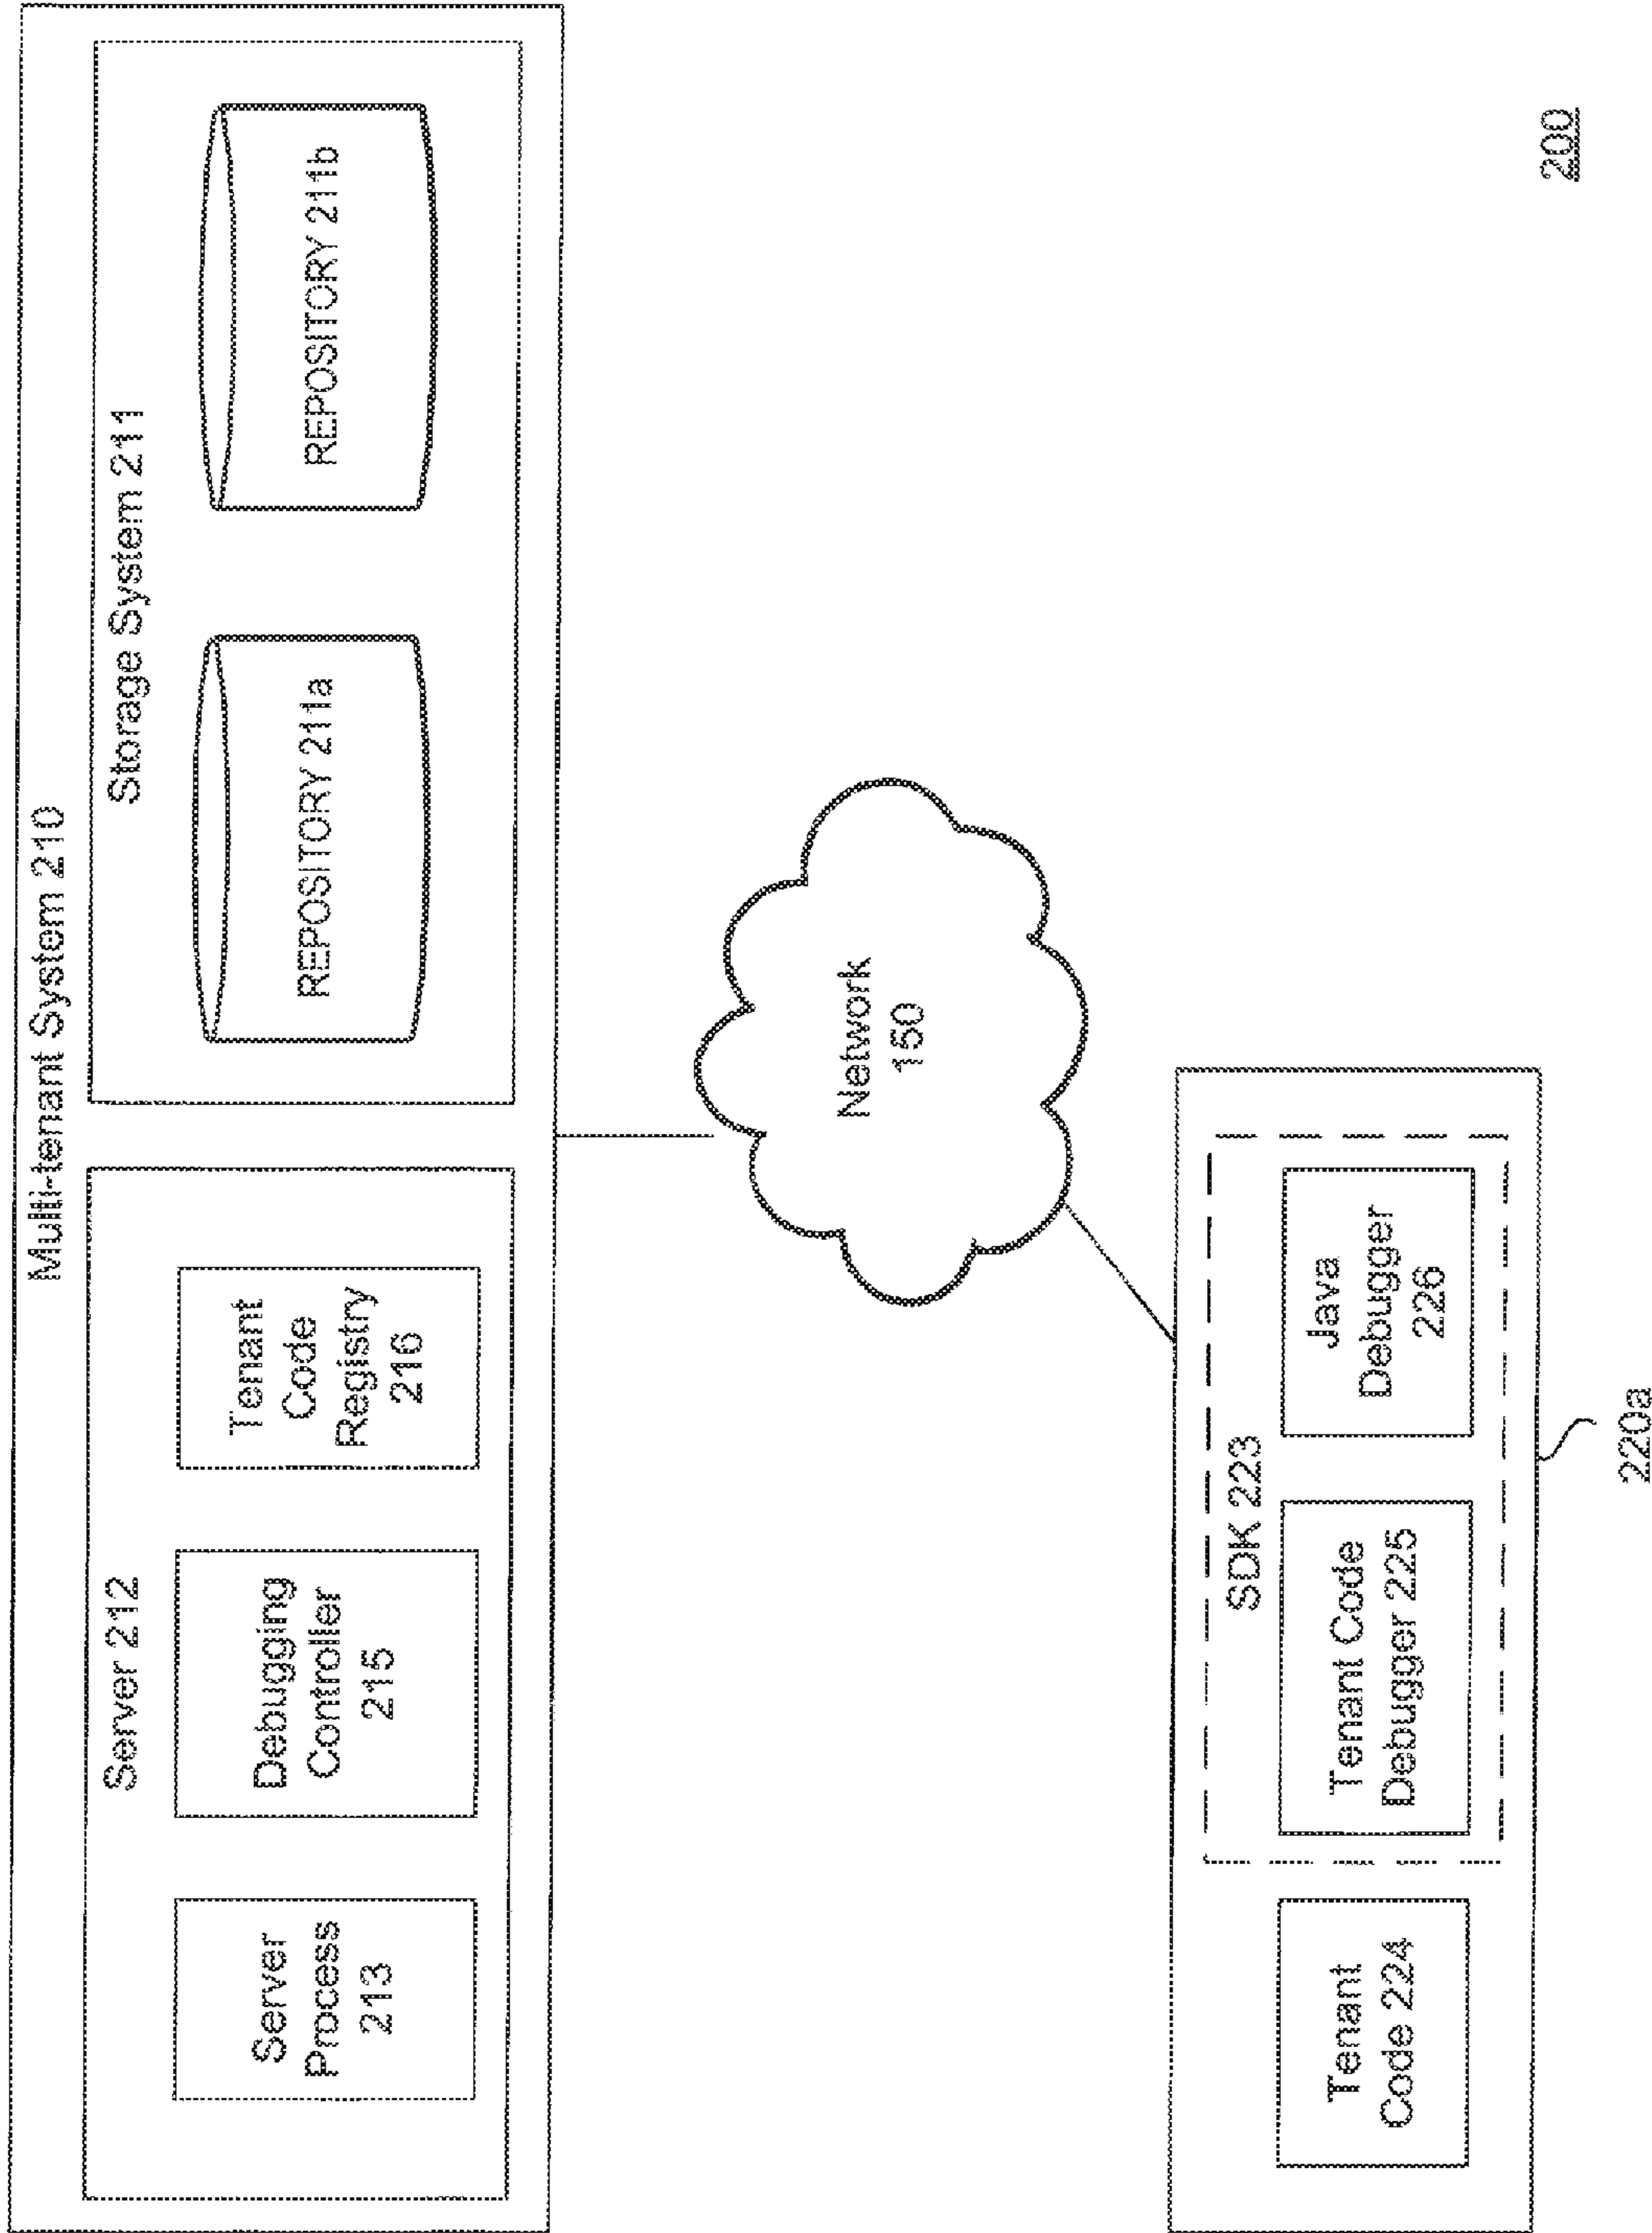 Multi-tenant System 210
Server 212
Server
Process
213
Debugging
Controller
215
Tenant
Code
Registry
216
Storage System 211
REPOSITORY 211a
REPOSITORY 211b
Network
150
Tenant
Code 224
SDK 223
Tenant Code
Debugger 225
Java
Debugger
226
220a
200